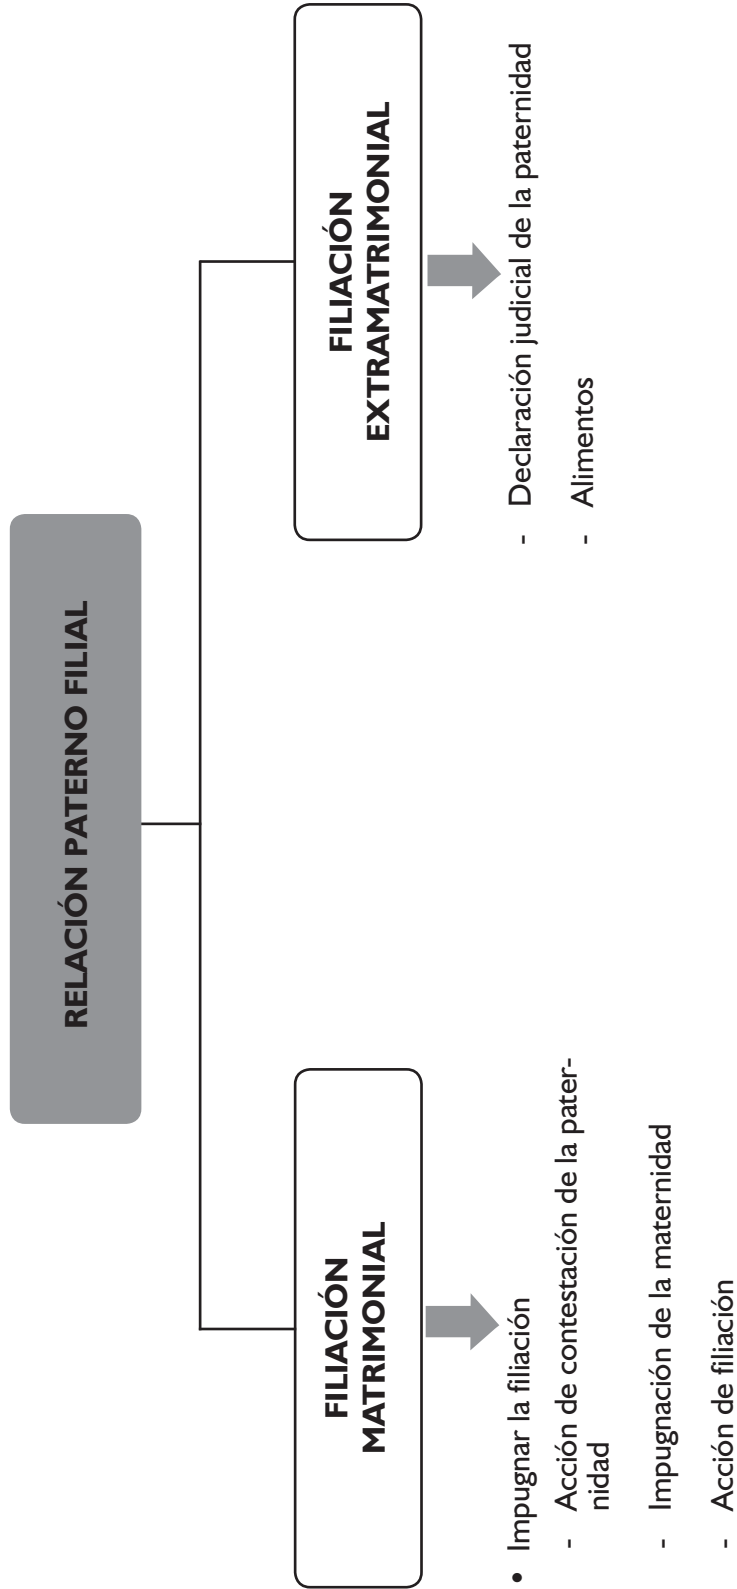 RELACIÓN PATERNO FILIAL
FILIACIÓN
MATRIMONIAL
• Impugnar la filiación
- Acción de contestación de la pater-
nidad
- Impugnación de la maternidad
- Acción de filiación
FILIACIÓN
EXTRAMATRIMONIAL
- Declaración judicial de la paternidad
- Alimentos